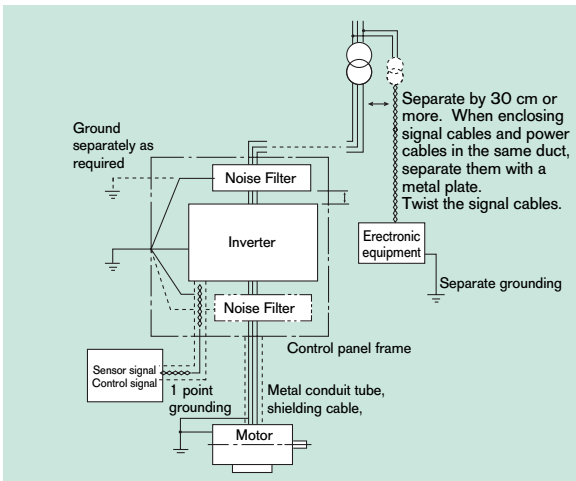 Separate by 30 cm or
more. When enclosing
signal cables and power
cables in the same duct,
separate them with a
metal plate.
Twist the signal cables.
Ground
separately as
required
Noise Filter
Inverter
Erectronic
equipment
Separate grounding
Noise Filter
Control panel frame
Sensor signal
Control signal
1 point
grounding
Metal conduit tube,
shielding cable,
Motor